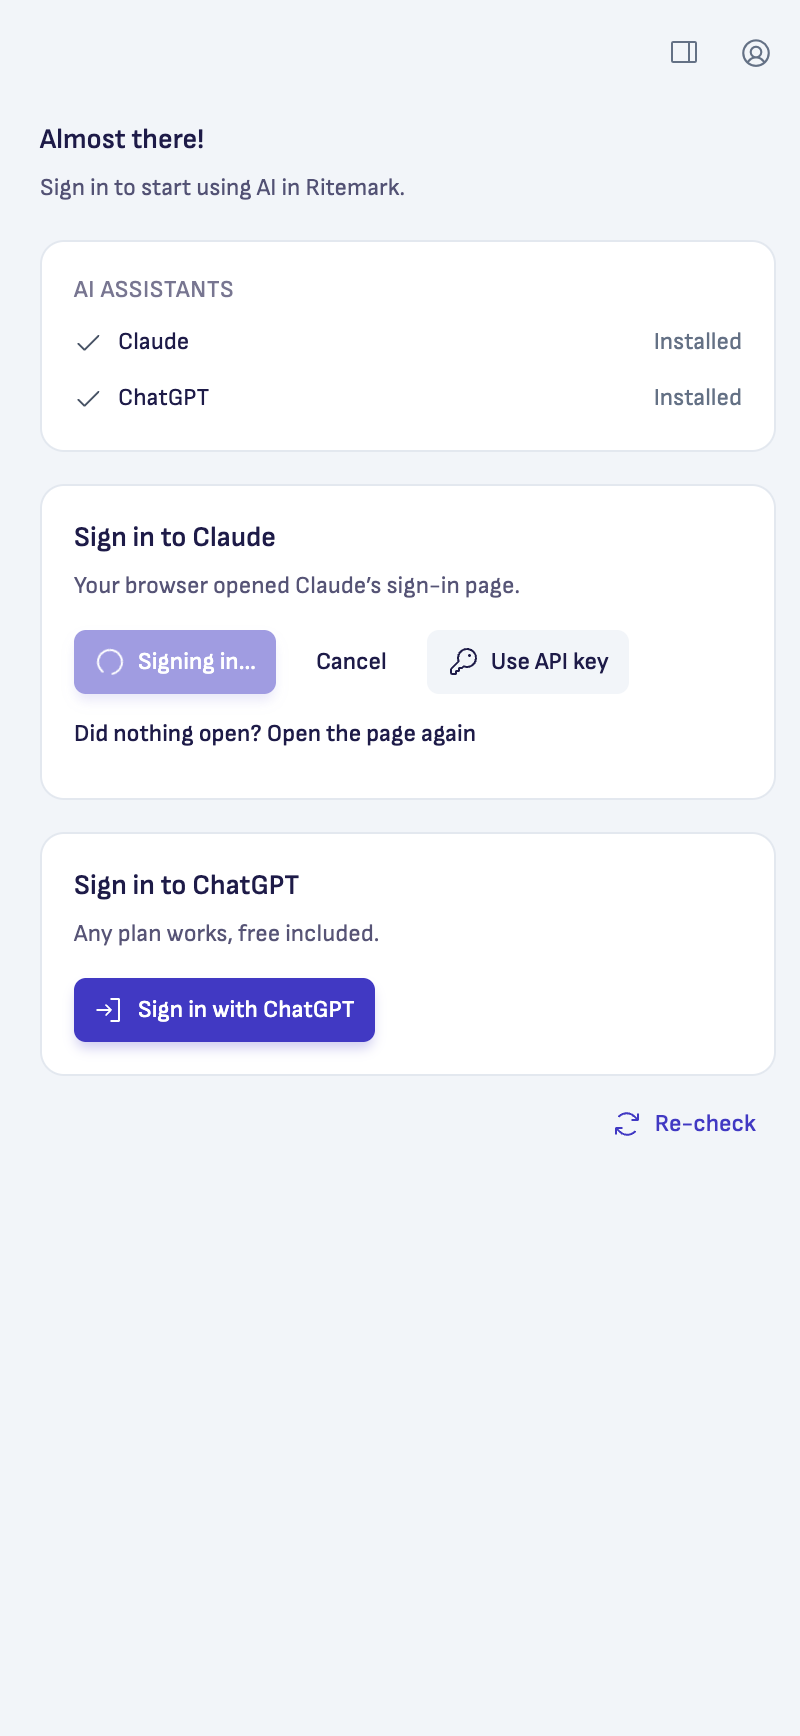 Almost there!
Sign in to start using AI in Ritemark.
AI ASSISTANTS
Claude Installed
ChatGPT Installed
Sign in to Claude
Your browser opened Claude’s sign-in page.
Signing in... Cancel Use API key
Did nothing open? Open the page again
Sign in to ChatGPT
Any plan works, free included.
Sign in with ChatGPT
Re-check